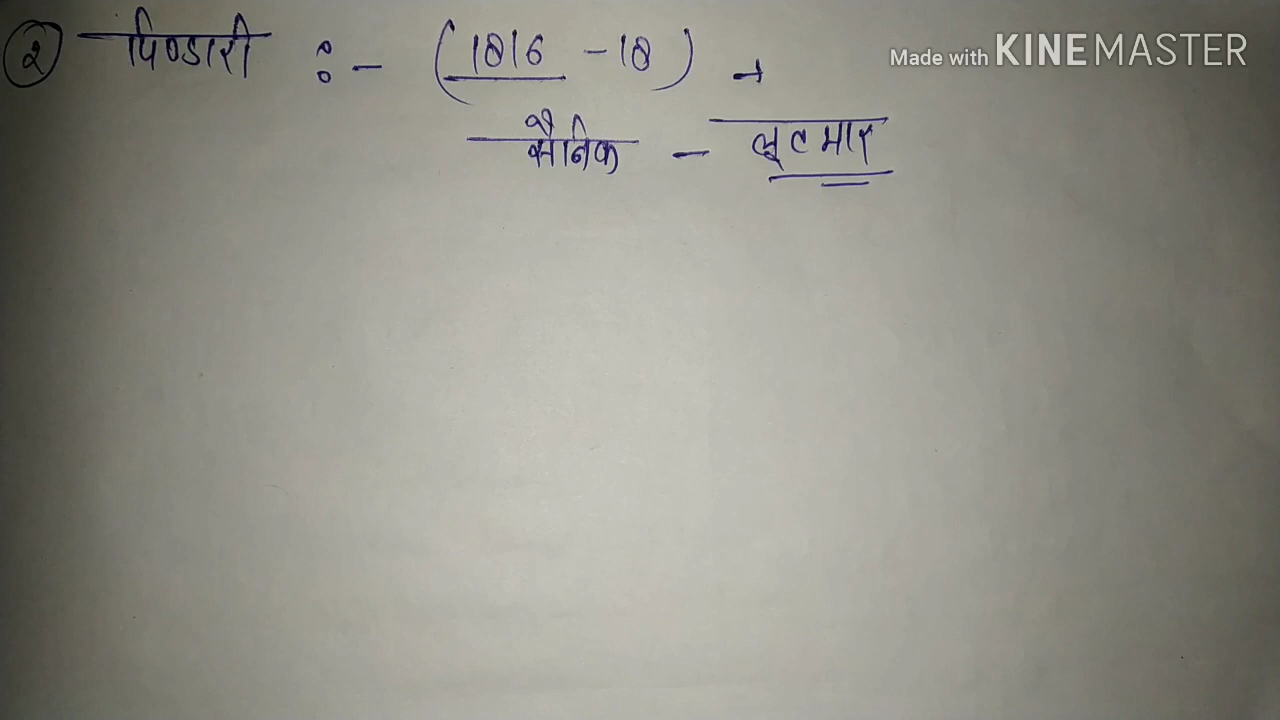 ② पिण्डारी :- (1816 - 18) →
सैनिक - लूटमार
Made with KINEMASTER